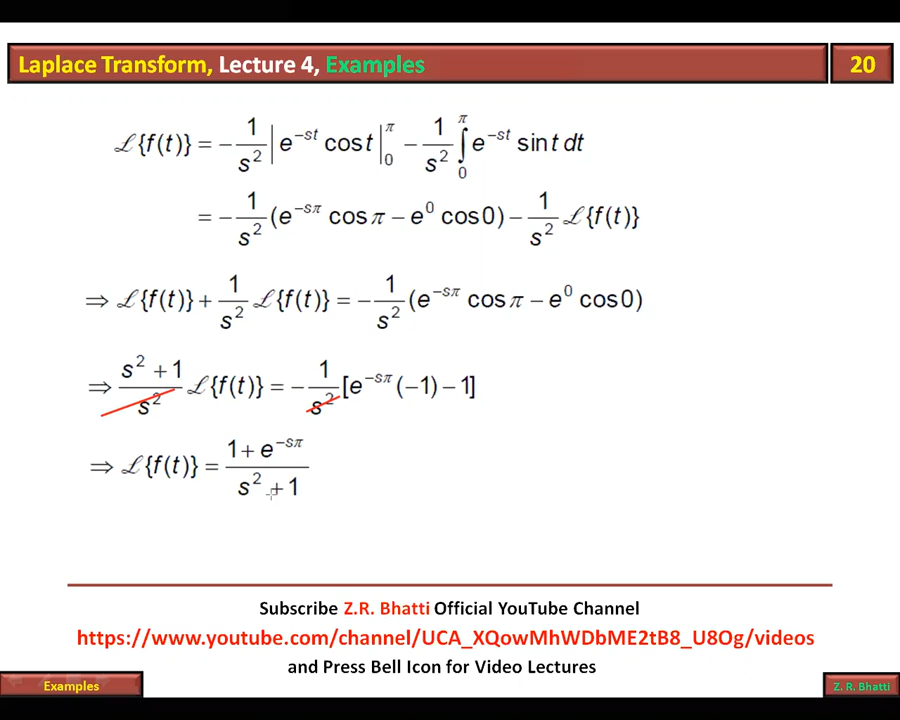 Laplace Transform, Lecture 4, Examples 20
ℒ{f(t)} = −1/s² |e^{−st} cos t|_0^π − 1/s² ∫_0^π e^{−st} sin t dt
= −1/s² (e^{−sπ} cos π − e^0 cos 0) − 1/s² ℒ{f(t)}
⇒ ℒ{f(t)} + 1/s² ℒ{f(t)} = −1/s² (e^{−sπ} cos π − e^0 cos 0)
⇒ (s² + 1)/s² ℒ{f(t)} = −1/s² [e^{−sπ} (−1) − 1]
⇒ ℒ{f(t)} = (1 + e^{−sπ})/(s² + 1)
Subscribe Z.R. Bhatti Official YouTube Channel
https://www.youtube.com/channel/UCA_XQowMhWDbME2tB8_U8Og/videos
and Press Bell Icon for Video Lectures
Examples Z. R. Bhatti